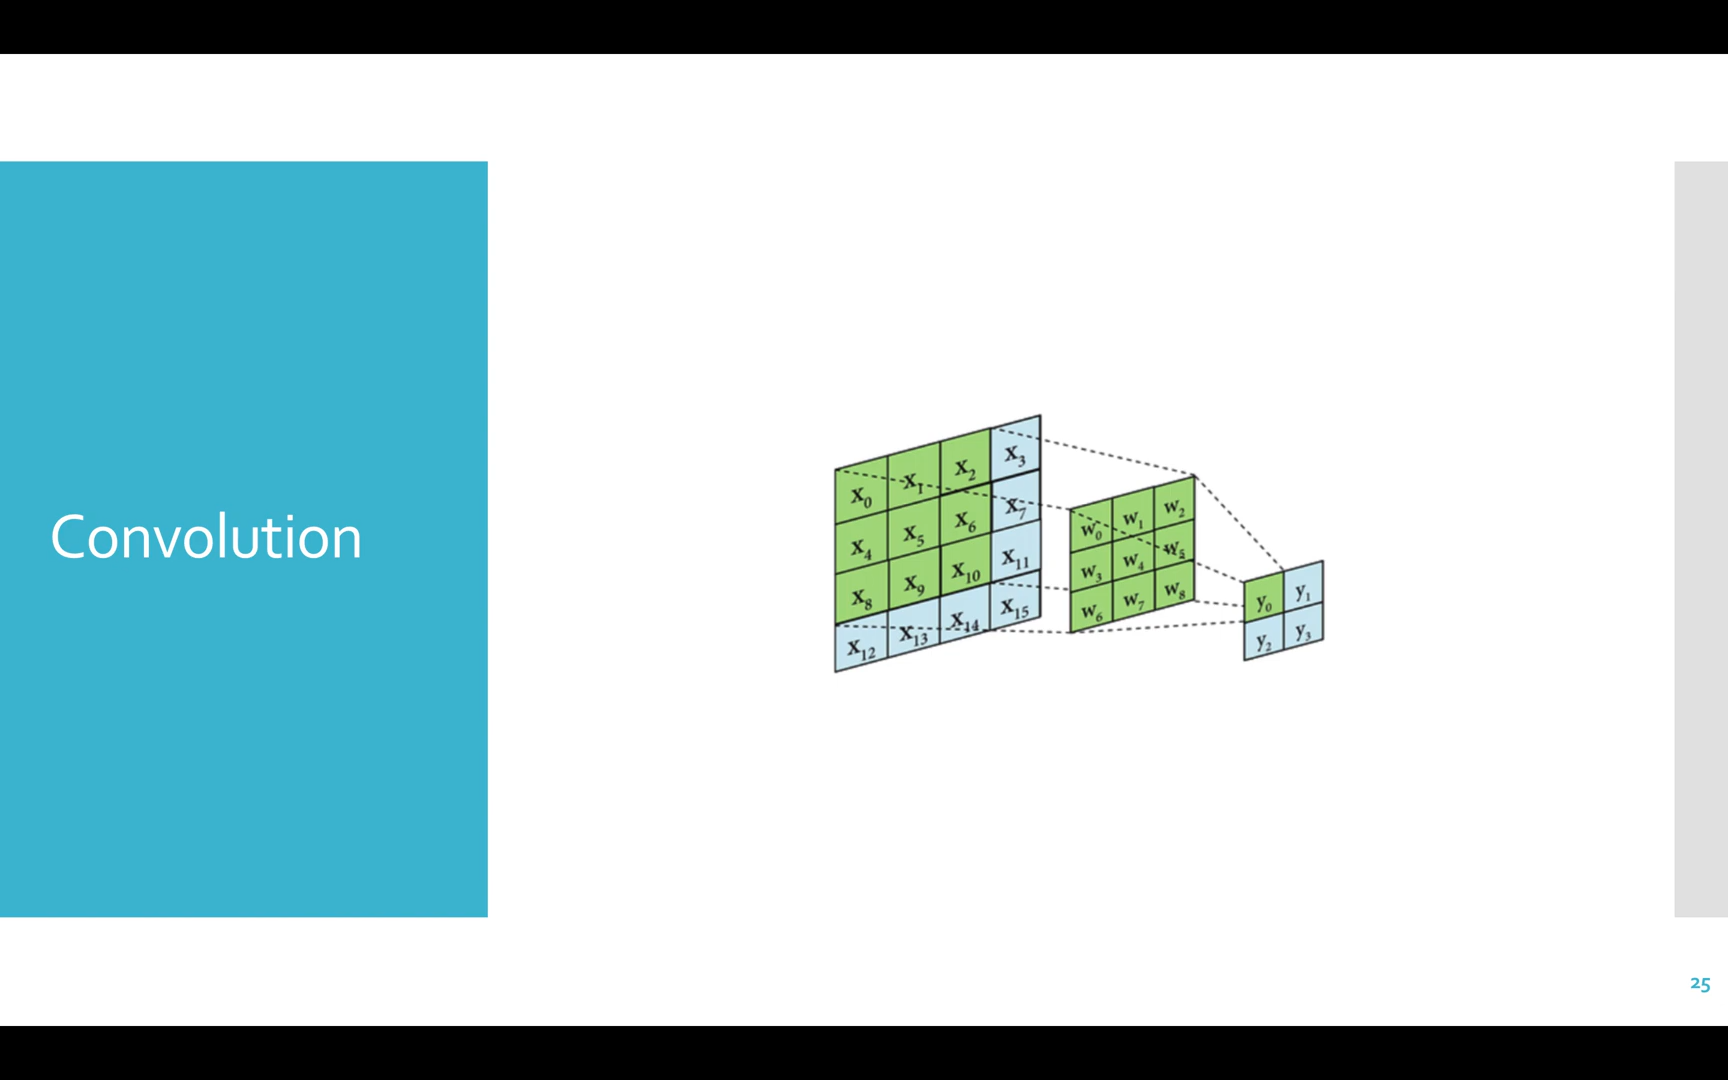 Convolution
x0 x1 x2 x3
x4 x5 x6 x7
x8 x9 x10 x11
x12 x13 x14 x15
w0 w1 w2
w3 w4 w5
w6 w7 w8
y0 y1
y2 y3
25